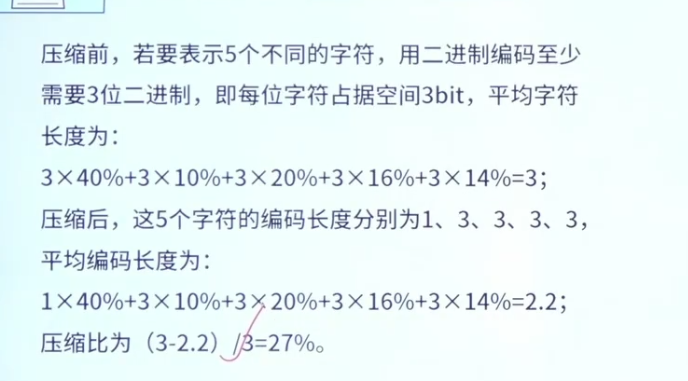 压缩前，若要表示5个不同的字符，用二进制编码至少
需要3位二进制，即每位字符占据空间3bit，平均字符
长度为：
3×40%+3×10%+3×20%+3×16%+3×14%=3；
压缩后，这5个字符的编码长度分别为1、3、3、3、3，
平均编码长度为：
1×40%+3×10%+3×20%+3×16%+3×14%=2.2；
压缩比为（3-2.2）/3=27%。